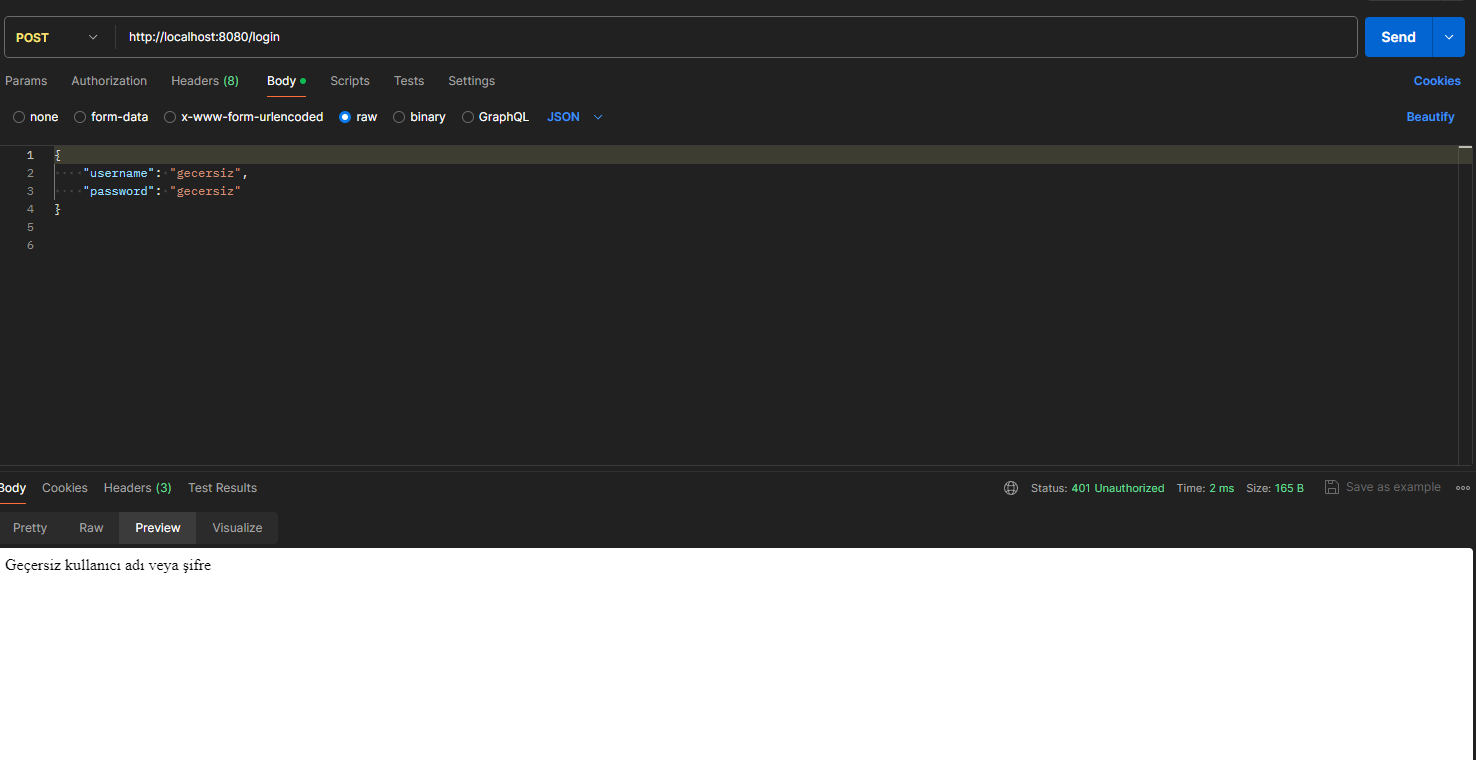 POST http://localhost:8080/login Send
Params Authorization Headers (8) Body Scripts Tests Settings Cookies
none form-data x-www-form-urlencoded raw binary GraphQL JSON Beautify
1 {
2 "username": "gecersiz",
3 "password": "gecersiz"
4 }
5
6
Body Cookies Headers (3) Test Results Status: 401 Unauthorized Time: 2 ms Size: 165 B Save as example
Pretty Raw Preview Visualize
Geçersiz kullanıcı adı veya şifre